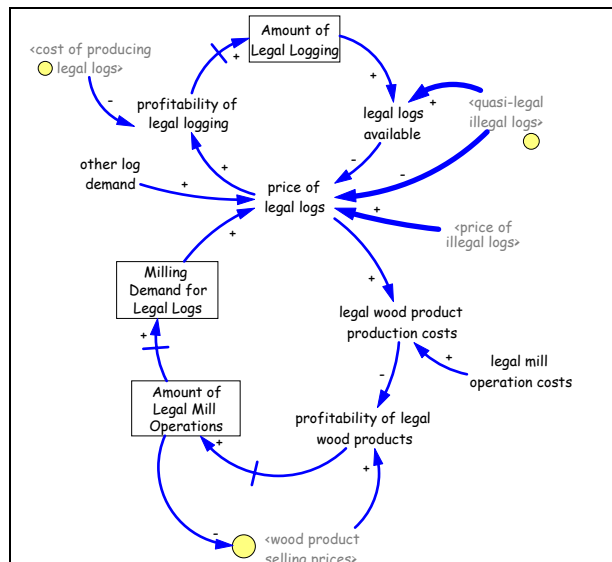 <cost of producing
legal logs>
-
profitability of
legal logging
+
Amount of
Legal Logging
+
legal logs
available
+
<quasi-legal
illegal logs>
-
-
other log
demand
+
+
price of
legal logs
+
<price of
illegal logs>
+
Milling
Demand for
Legal Logs
+
legal wood product
production costs
+
legal mill
operation costs
+
-
Amount of
Legal Mill
Operations
+
profitability of legal
wood products
+
-
<wood product
selling prices>